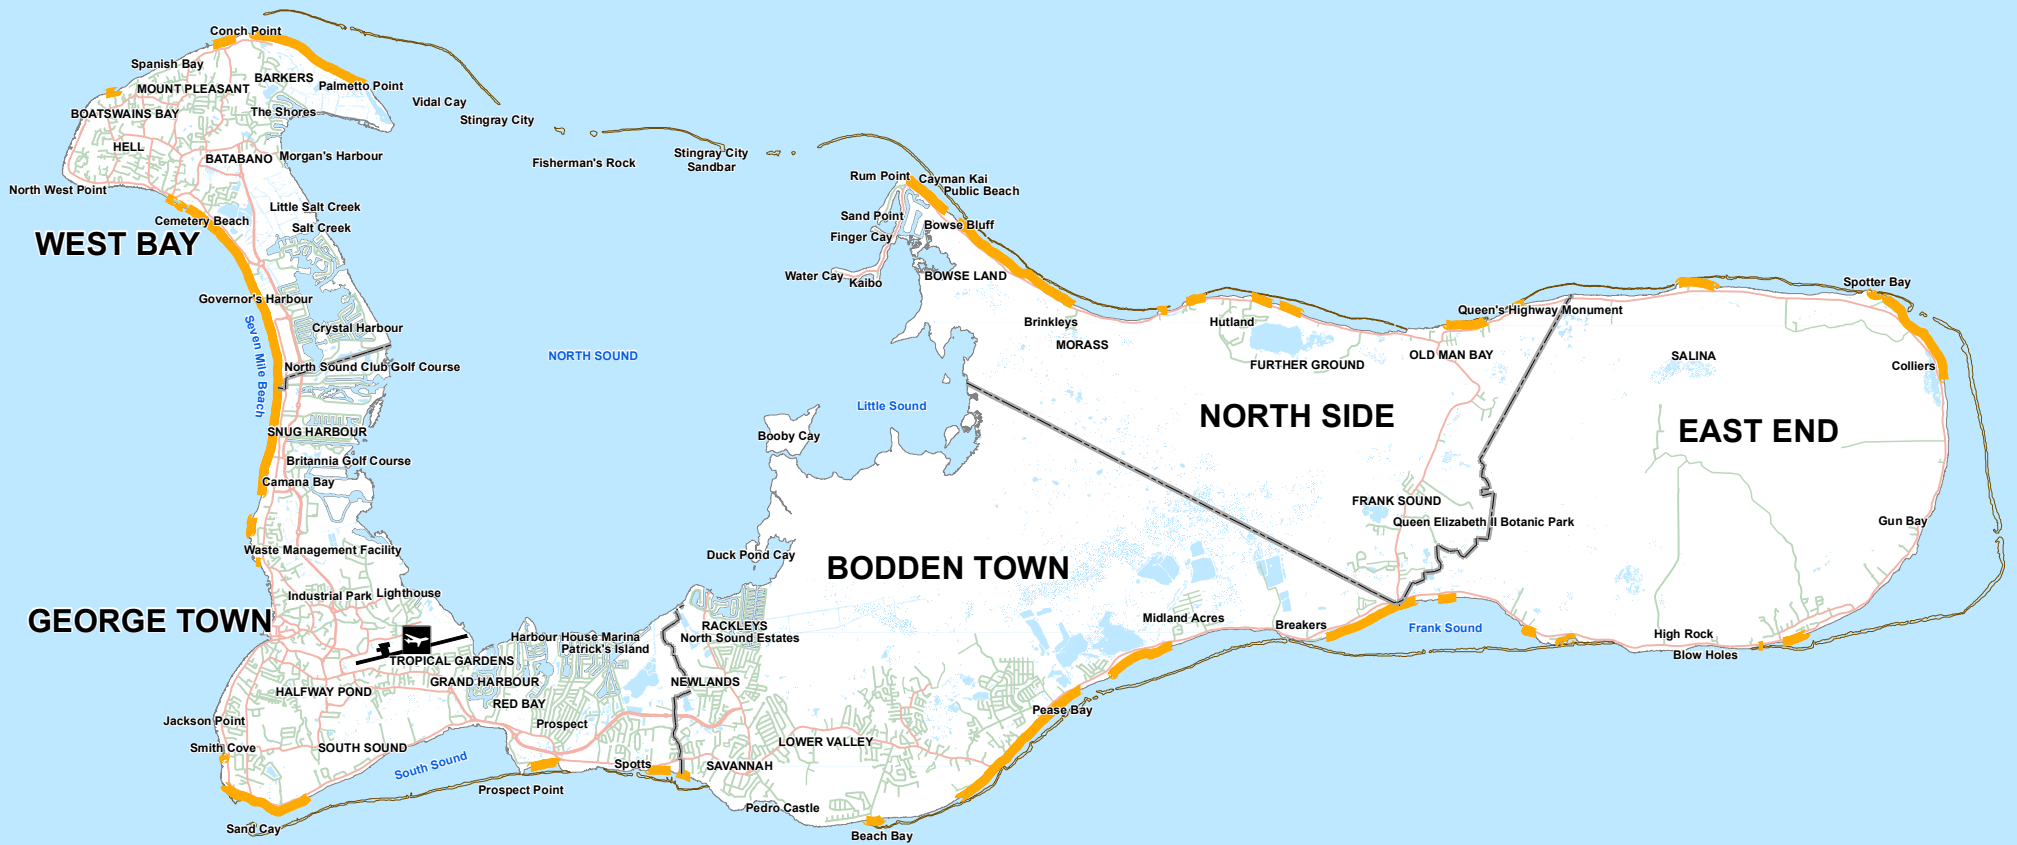 Conch Point
Spanish Bay
BARKERS
MOUNT PLEASANT
Palmetto Point
Vidal Cay
BOATSWAINS BAY
The Shores
Stingray City
HELL
BATABANO
Morgan's Harbour
Fisherman's Rock
Stingray City
Sandbar
North West Point
Rum Point
Cayman Kai
Public Beach
Little Salt Creek
Cemetery Beach
Salt Creek
Sand Point
Bowse Bluff
WEST BAY
Finger Cay
Water Cay
Kaibo
BOWSE LAND
Spotter Bay
Governor's Harbour
Queen's Highway Monument
Crystal Harbour
Brinkleys
Hutland
MORASS
Seven Mile Beach
NORTH SOUND
OLD MAN BAY
SALINA
North Sound Club Golf Course
FURTHER GROUND
Colliers
Little Sound
NORTH SIDE
EAST END
SNUG HARBOUR
Booby Cay
Britannia Golf Course
Camana Bay
FRANK SOUND
Queen Elizabeth II Botanic Park
Gun Bay
Waste Management Facility
Duck Pond Cay
BODDEN TOWN
Industrial Park
Lighthouse
GEORGE TOWN
RACKLEYS
Midland Acres
Breakers
Frank Sound
Harbour House Marina
North Sound Estates
High Rock
Patrick's Island
Blow Holes
TROPICAL GARDENS
GRAND HARBOUR
NEWLANDS
HALFWAY POND
RED BAY
Jackson Point
Prospect
Pease Bay
Smith Cove
SOUTH SOUND
LOWER VALLEY
South Sound
Spotts
SAVANNAH
Prospect Point
Pedro Castle
Sand Cay
Beach Bay